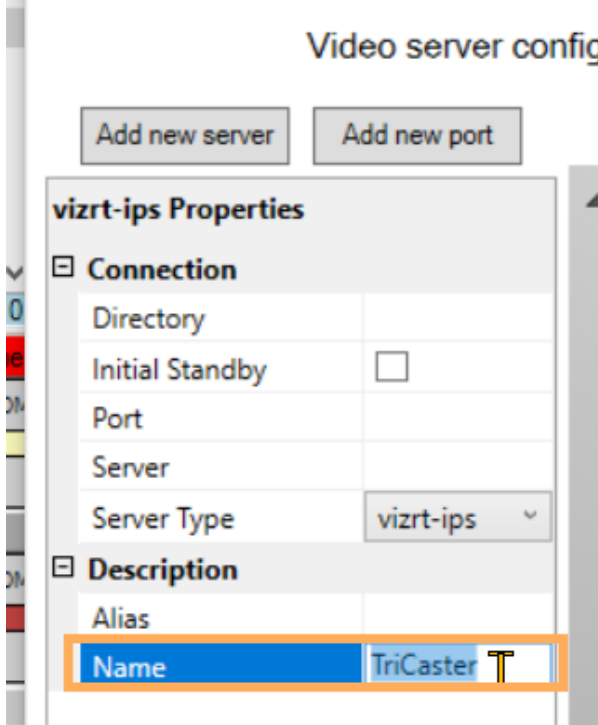 Video server config
Add new server Add new port
vizrt-ips Properties
Connection
Directory
0
Initial Standby
Port
Server
Server Type vizrt-ips
Description
Alias
Name TriCaster